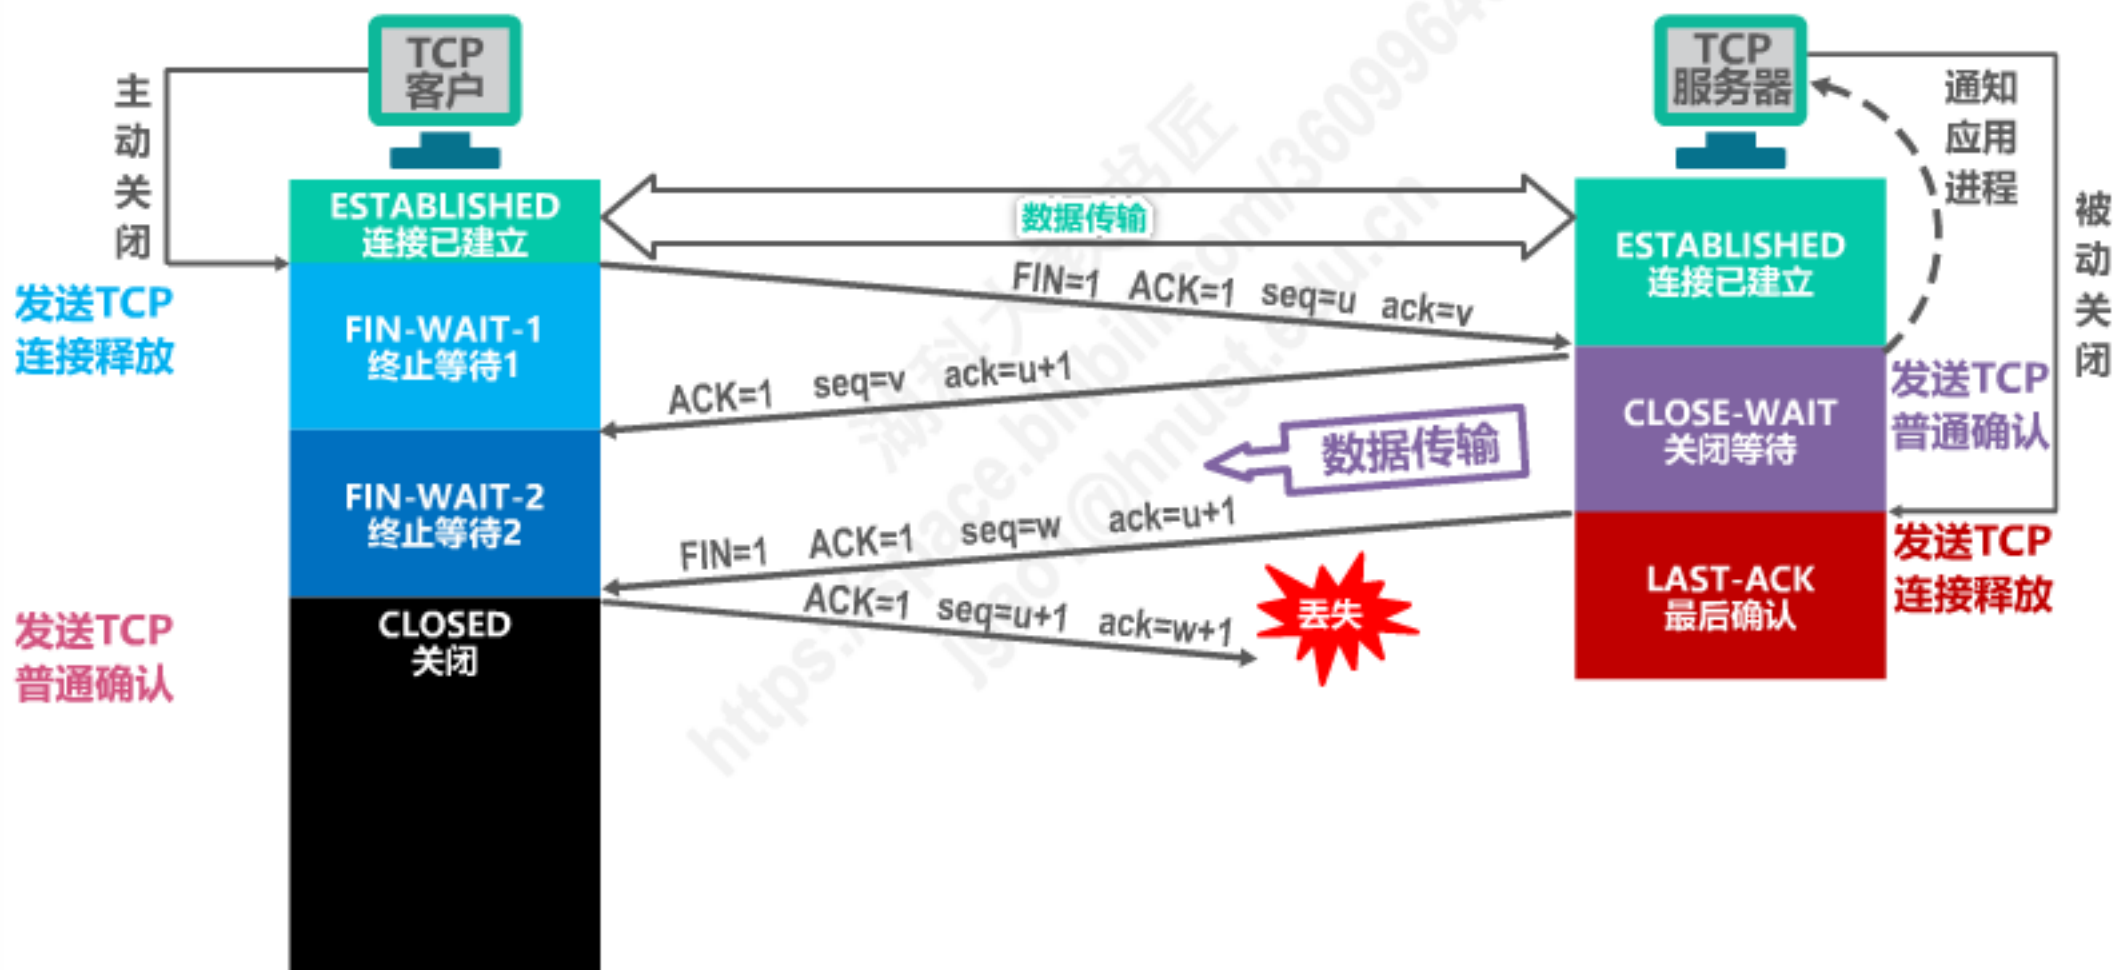 TCP
客户
TCP
服务器
主动关闭
通知
应用
进程
被动关闭
ESTABLISHED
连接已建立
数据传输
ESTABLISHED
连接已建立
FIN=1 ACK=1 seq=u ack=v
发送TCP
连接释放
FIN-WAIT-1
终止等待1
ACK=1 seq=v ack=u+1
CLOSE-WAIT
关闭等待
发送TCP
普通确认
数据传输
FIN-WAIT-2
终止等待2
FIN=1 ACK=1 seq=w ack=u+1
LAST-ACK
最后确认
发送TCP
连接释放
ACK=1 seq=u+1 ack=w+1
丢失
发送TCP
普通确认
CLOSED
关闭